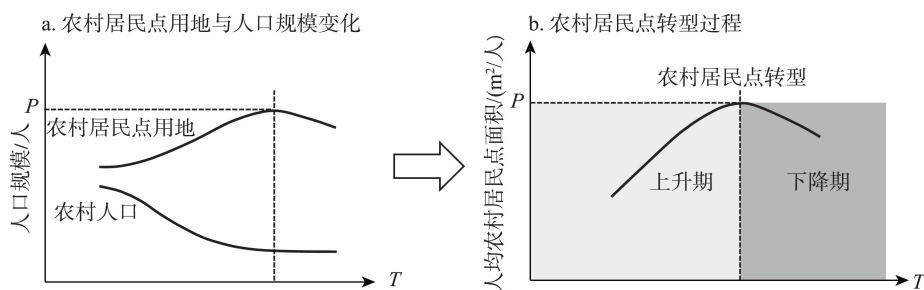 a. 农村居民点用地与人口规模变化
P
农村居民点用地
农村人口
人口规模/人
T
b. 农村居民点转型过程
农村居民点转型
P
上升期
下降期
人均农村居民点面积/(m²/人)
T